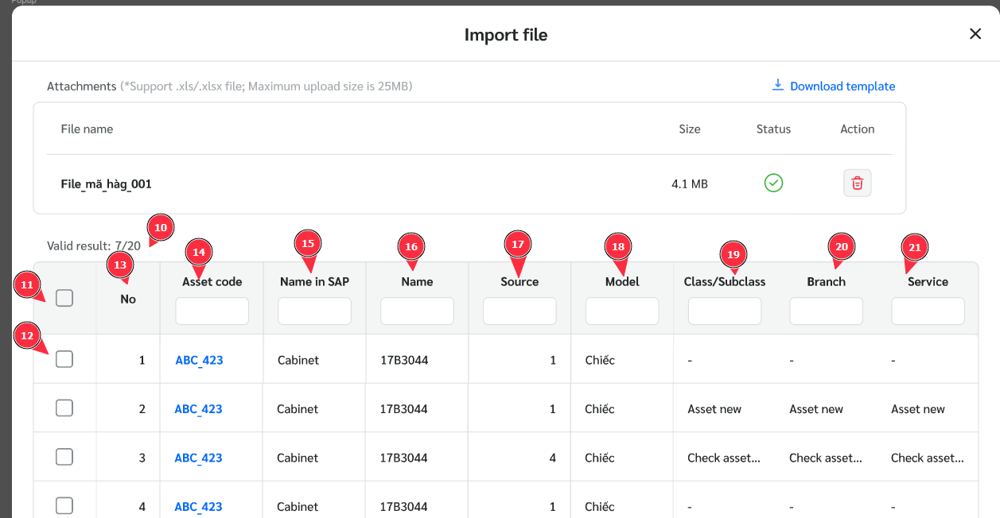 Popup
Import file
Attachments (*Support .xls/.xlsx file; Maximum upload size is 25MB) Download template
File name Size Status Action
File_mã_hàg_001 4.1 MB
Valid result: 7/20
10 11 12 13 14 15 16 17 18 19 20 21
No Asset code Name in SAP Name Source Model Class/Subclass Branch Service
1 ABC_423 Cabinet 17B3044 1 Chiếc - - -
2 ABC_423 Cabinet 17B3044 1 Chiếc Asset new Asset new Asset new
3 ABC_423 Cabinet 17B3044 4 Chiếc Check asset... Check asset... Check asset...
4 ABC_423 Cabinet 17B3044 1 Chiếc - - -